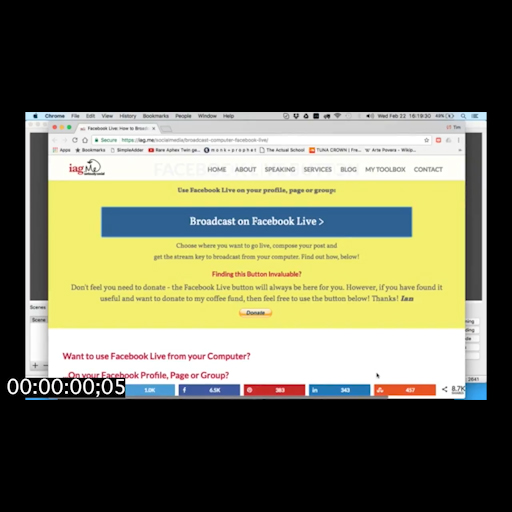 Chrome File Edit View History Bookmarks People Window Help Wed Feb 22 16:18:30 49%
Facebook Live: How to Broadc
Tim
Secure https://iag.me/socialmedia/broadcast-computer-facebook-live/
Apps Bookmarks SimpleAdder Rare Aphex Twin ge monk•prophet The Actual School TUNA CROWN | Fre Arte Povera - Wikip
iag Me
HOME ABOUT SPEAKING SERVICES BLOG MY TOOLBOX CONTACT
Use Facebook Live on your profile, page or group:
Broadcast on Facebook Live >
Choose where you want to go live, compose your post and
get the stream key to broadcast from your computer. Find out how, below!
Finding this Button Invaluable?
Don't feel you need to donate - the Facebook Live button will always be here for you. However, if you have found it
useful and want to donate to my coffee fund, then feel free to use the button below! Thanks! Ian
Donate
Scenes
Scene
Want to use Facebook Live from your Computer?
On your Facebook Profile, Page or Group?
1.0K 6.5K 383 343 457 8.7K
00:00:00;05